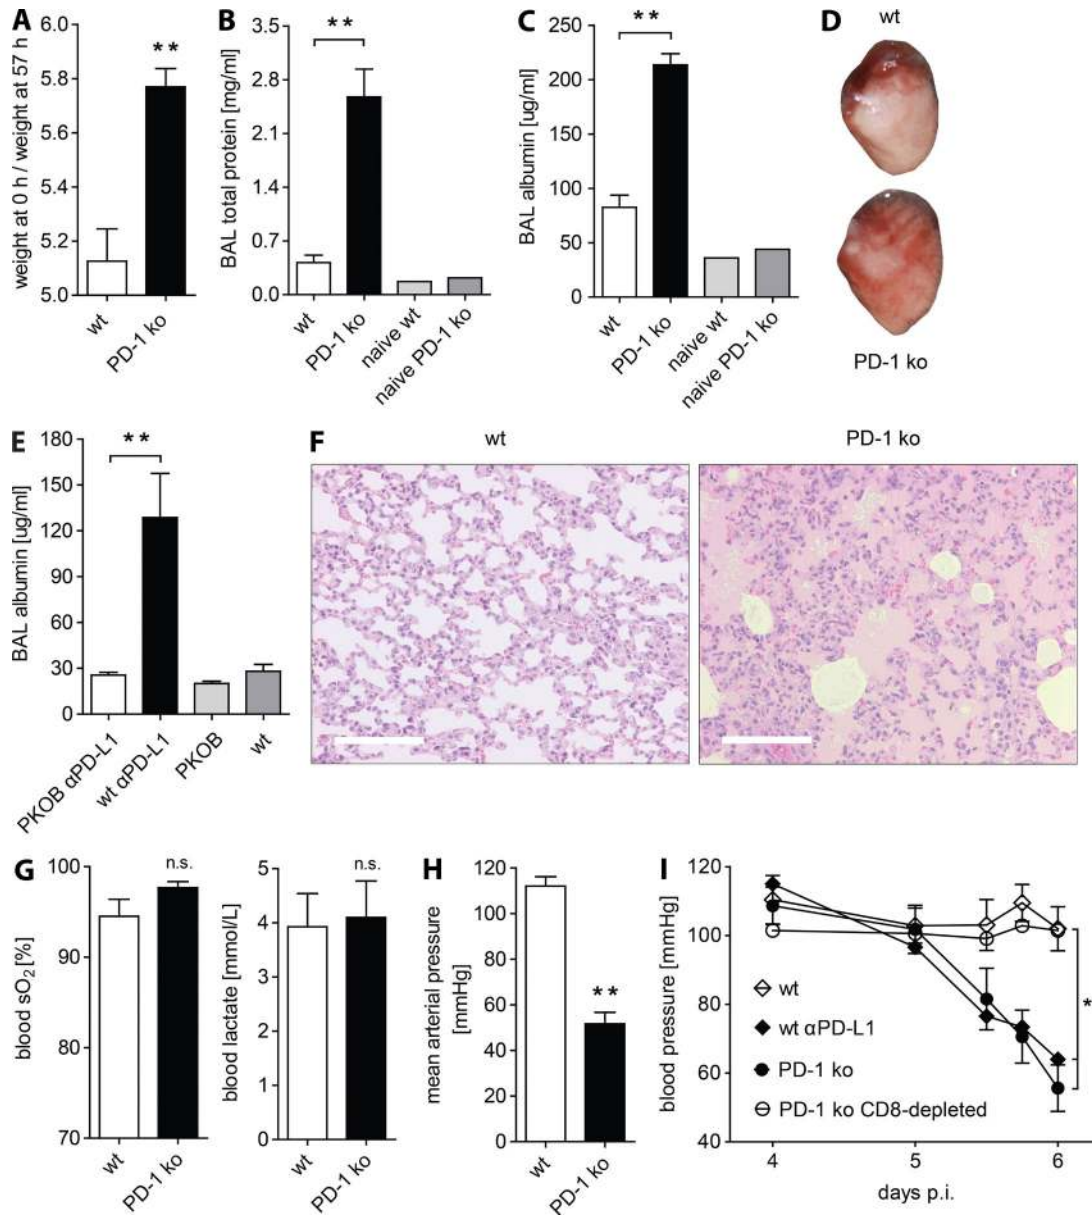 A
weight at 0 h / weight at 57 h
6.0
5.8
5.6
5.4
5.2
5.0
**
wt
PD-1 ko
B
BAL total protein [mg/ml]
3.5
2.8
2.1
1.4
0.7
0.0
**
wt
PD-1 ko
naive wt
naive PD-1 ko
C
BAL albumin [ug/ml]
250
200
150
100
50
0
**
wt
PD-1 ko
naive wt
naive PD-1 ko
D
wt
PD-1 ko
E
BAL albumin [ug/ml]
180
150
120
90
60
30
0
**
PKOB αPD-L1
wt αPD-L1
PKOB
wt
F
wt
PD-1 ko
G
blood sO2 [%]
100
90
80
70
n.s.
wt
PD-1 ko
blood lactate [mmol/L]
5
4
3
2
1
0
n.s.
wt
PD-1 ko
H
mean arterial pressure
[mmHg]
120
100
80
60
40
20
0
**
wt
PD-1 ko
I
blood pressure [mmHg]
120
100
80
60
40
wt
wt αPD-L1
PD-1 ko
PD-1 ko CD8-depleted
*
4
5
6
days p.i.